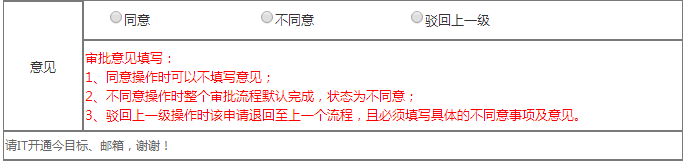 同意 不同意 驳回上一级
意见
审批意见填写：
1、同意操作时可以不填写意见；
2、不同意操作时整个审批流程默认完成，状态为不同意；
3、驳回上一级操作时该申请退回至上一个流程，且必须填写具体的不同意事项及意见。
请IT开通今目标、邮箱，谢谢！